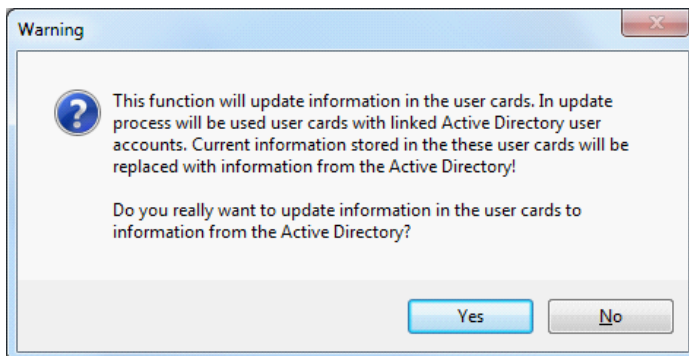 Warning
This function will update information in the user cards. In update
process will be used user cards with linked Active Directory user
accounts. Current information stored in the these user cards will be
replaced with information from the Active Directory!
Do you really want to update information in the user cards to
information from the Active Directory?
Yes
No